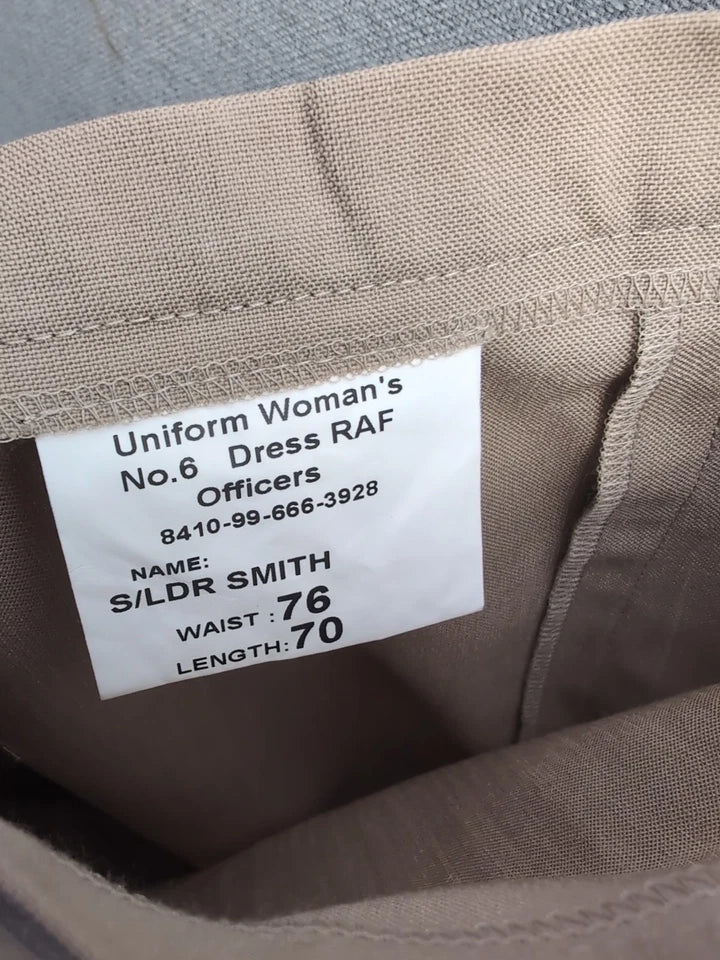 Uniform Woman's
No.6 Dress RAF
Officers
8410-99-666-3928
NAME:
S/LDR SMITH
WAIST :76
LENGTH:70